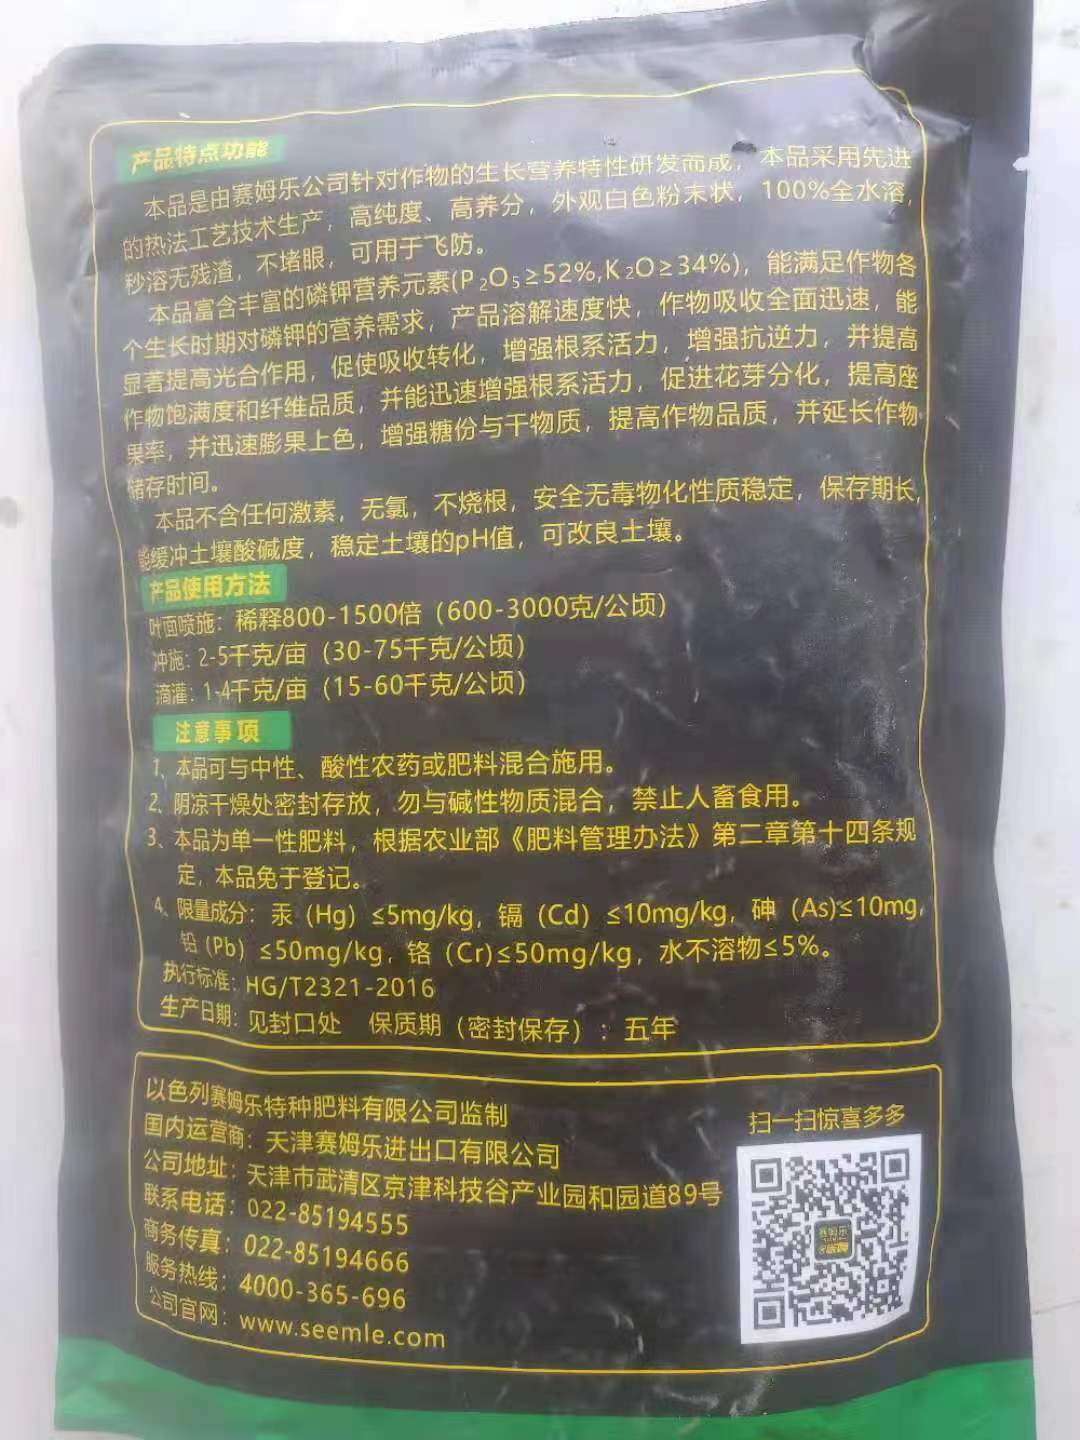 产品特点功能
本品是由赛姆乐公司针对作物的生长营养特性研发而成，本品采用先进
的热法工艺技术生产，高纯度、高养分，外观白色粉末状，100%全水溶，
秒溶无残渣，不堵眼，可用于飞防。
本品富含丰富的磷钾营养元素(P₂O₅≥52%,K₂O≥34%)，能满足作物各
个生长时期对磷钾的营养需求，产品溶解速度快，作物吸收全面迅速，能
显著提高光合作用，促使吸收转化，增强根系活力，增强抗逆力，并提高
作物饱满度和纤维品质，并能迅速增强根系活力，促进花芽分化，提高座
果率，并迅速膨果上色，增强糖份与干物质，提高作物品质，并延长作物
储存时间。
本品不含任何激素，无氯，不烧根，安全无毒物化性质稳定，保存期长，
能缓冲土壤酸碱度，稳定土壤的pH值，可改良土壤。
产品使用方法
叶面喷施：稀释800-1500倍（600-3000克/公顷）
冲施：2-5千克/亩（30-75千克/公顷）
滴灌：1-4千克/亩（15-60千克/公顷）
注意事项
1、本品可与中性、酸性农药或肥料混合施用。
2、阴凉干燥处密封存放，勿与碱性物质混合，禁止人畜食用。
3、本品为单一性肥料，根据农业部《肥料管理办法》第二章第十四条规
定，本品免于登记。
4、限量成分：汞（Hg）≤5mg/kg，镉（Cd）≤10mg/kg，砷（As)≤10mg，
铅（Pb）≤50mg/kg，铬（Cr)≤50mg/kg，水不溶物≤5%。
执行标准：HG/T2321-2016
生产日期：见封口处 保质期（密封保存）：五年
以色列赛姆乐特种肥料有限公司监制
国内运营商：天津赛姆乐进出口有限公司
公司地址：天津市武清区京津科技谷产业园和园道89号
联系电话：022-85194555
商务传真：022-85194666
服务热线：4000-365-696
公司官网：www.seemle.com
扫一扫惊喜多多
赛姆乐